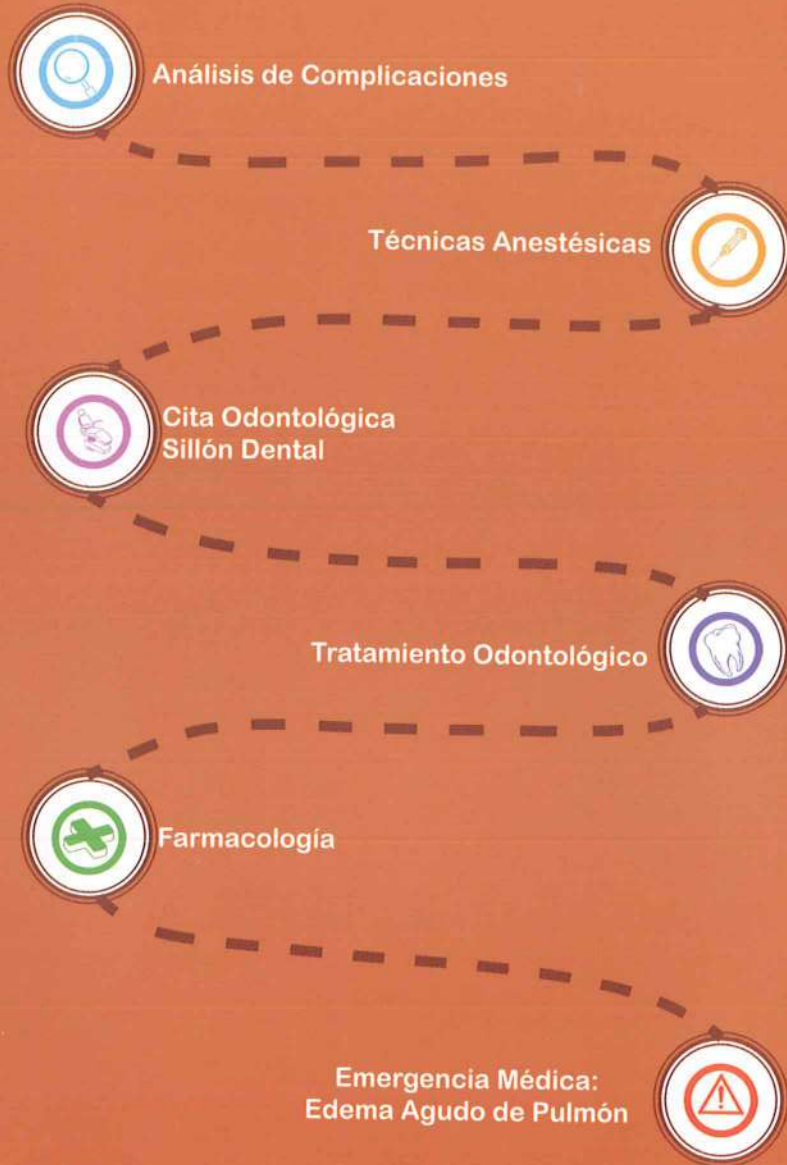 Análisis de Complicaciones
Técnicas Anestésicas
Cita Odontológica
Sillón Dental
Tratamiento Odontológico
Farmacología
Emergencia Médica:
Edema Agudo de Pulmón